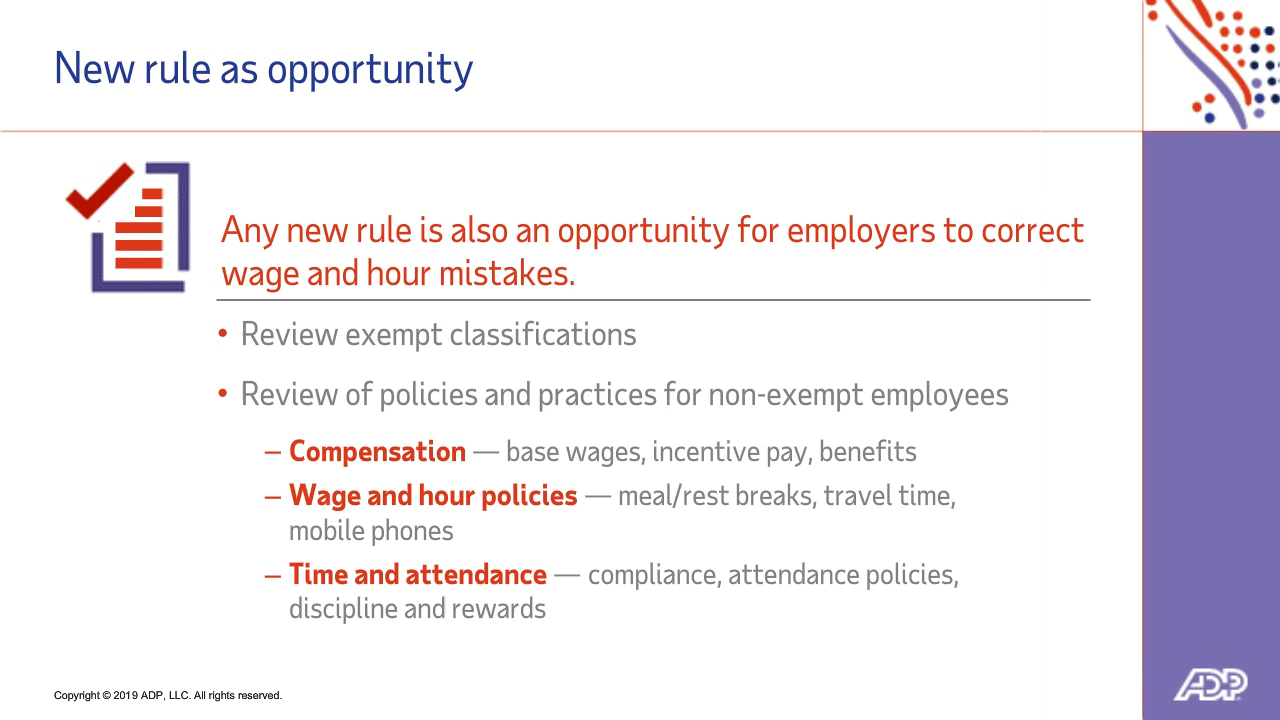 New rule as opportunity
Any new rule is also an opportunity for employers to correct
wage and hour mistakes.
• Review exempt classifications
• Review of policies and practices for non-exempt employees
– Compensation — base wages, incentive pay, benefits
– Wage and hour policies — meal/rest breaks, travel time,
mobile phones
– Time and attendance — compliance, attendance policies,
discipline and rewards
Copyright © 2019 ADP, LLC. All rights reserved.
ADP